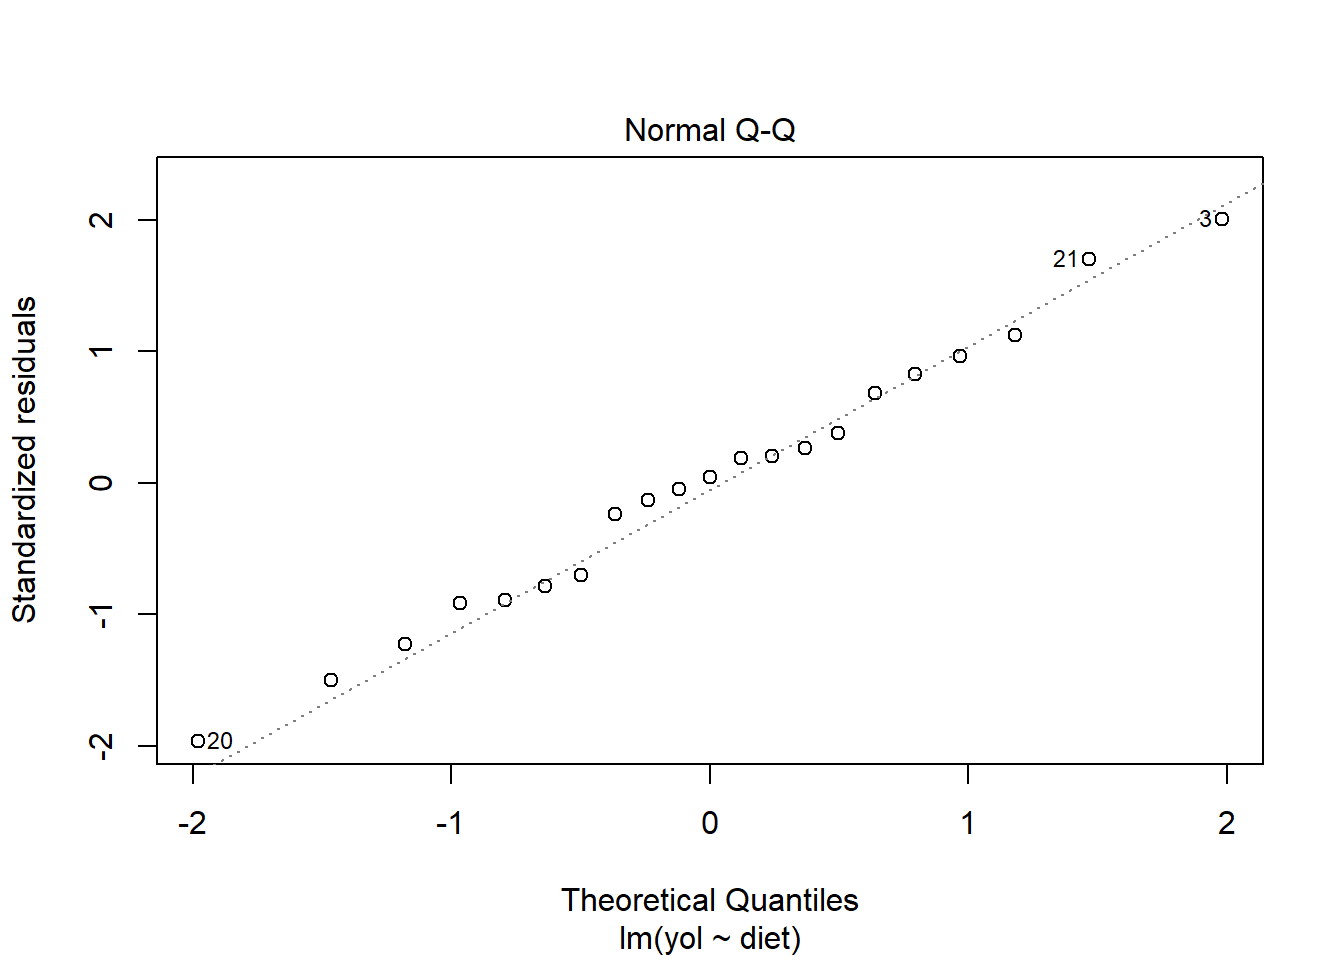 Normal Q-Q
Standardized residuals
2
1
0
-1
-2
3
21
20
-2 -1 0 1 2
Theoretical Quantiles
lm(yol ~ diet)